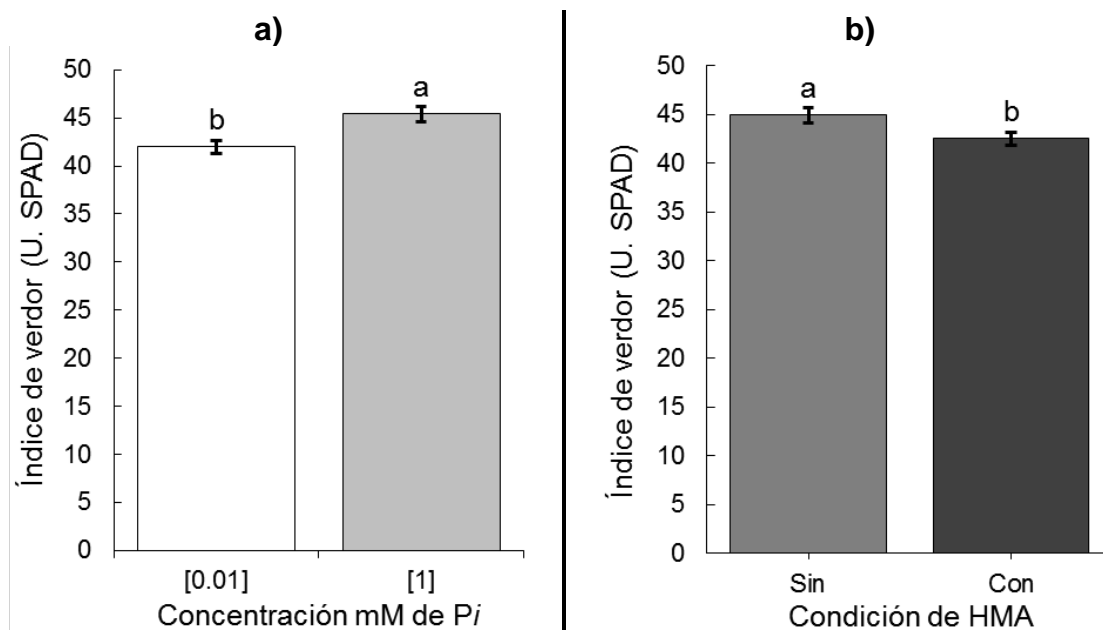 a)
Índice de verdor (U. SPAD)
50
45
40
35
30
25
20
15
10
5
0
b
a
[0.01]
[1]
Concentración mM de Pi
b)
Índice de verdor (U. SPAD)
50
45
40
35
30
25
20
15
10
5
0
a
b
Sin
Con
Condición de HMA